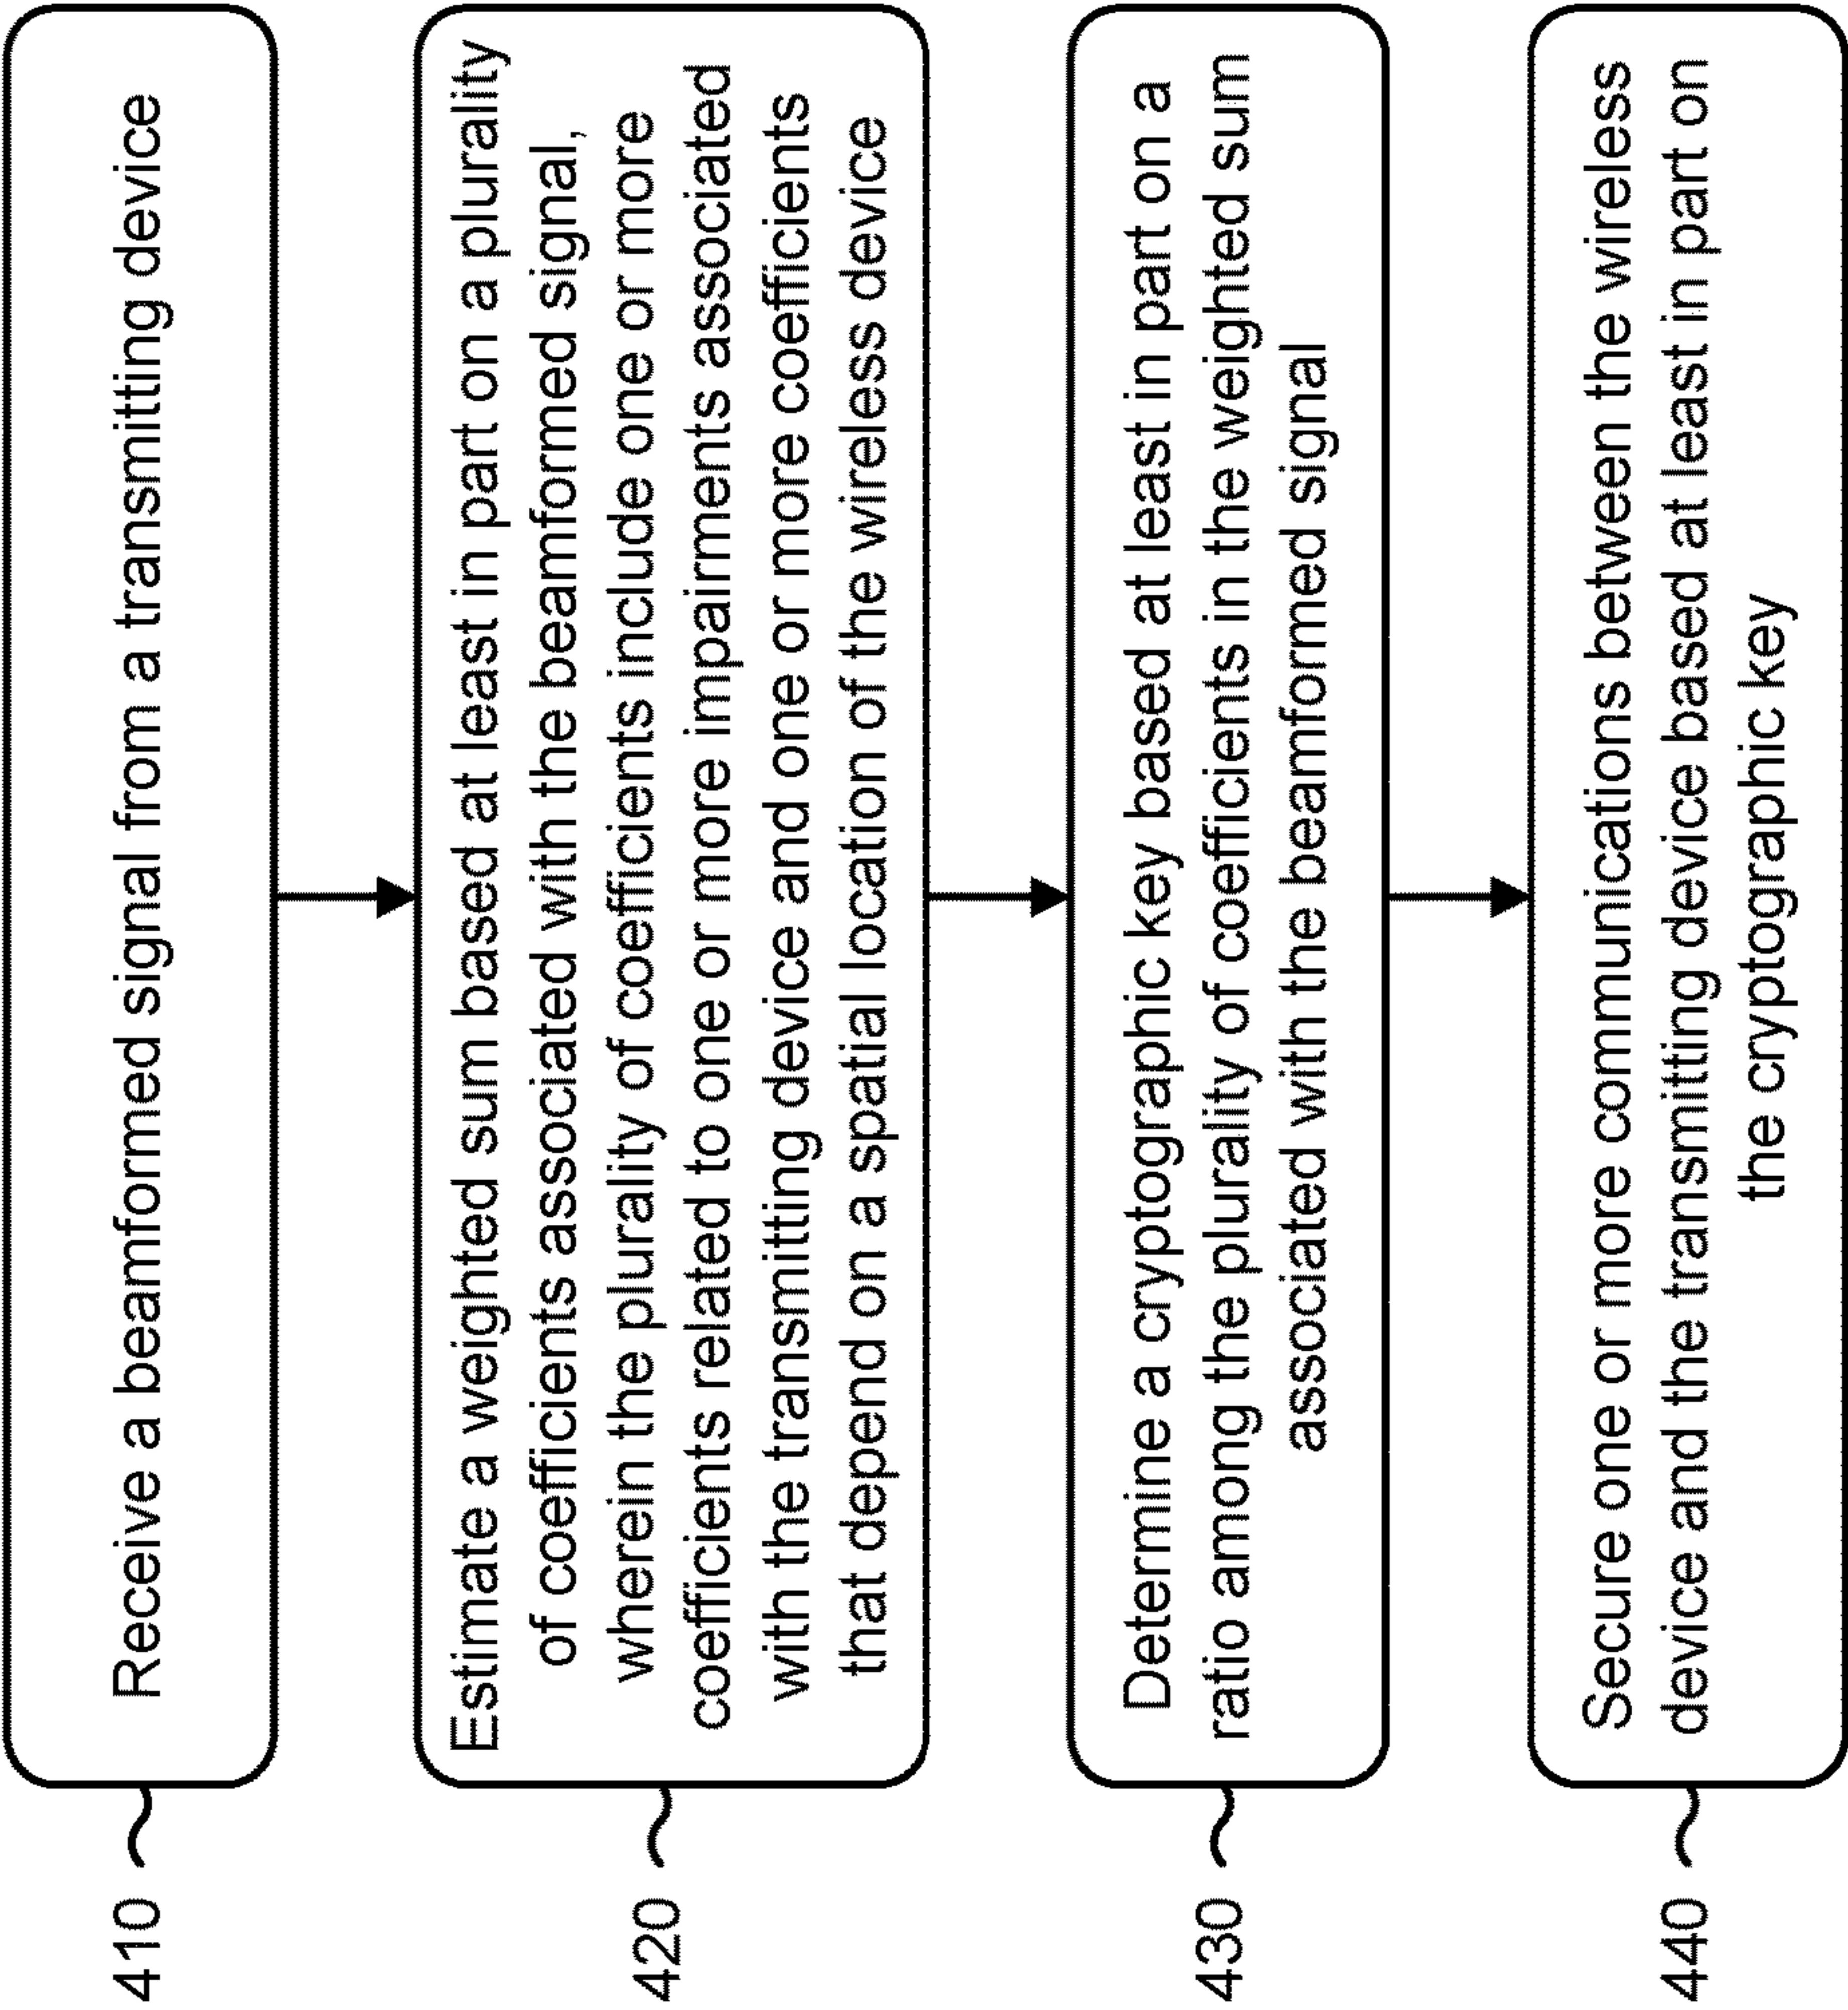 410
Receive a beamformed signal from a transmitting device
420
Estimate a weighted sum based at least in part on a plurality
of coefficients associated with the beamformed signal,
wherein the plurality of coefficients include one or more
coefficients related to one or more impairments associated
with the transmitting device and one or more coefficients
that depend on a spatial location of the wireless device
430
Determine a cryptographic key based at least in part on a
ratio among the plurality of coefficients in the weighted sum
associated with the beamformed signal
440
Secure one or more communications between the wireless
device and the transmitting device based at least in part on
the cryptographic key